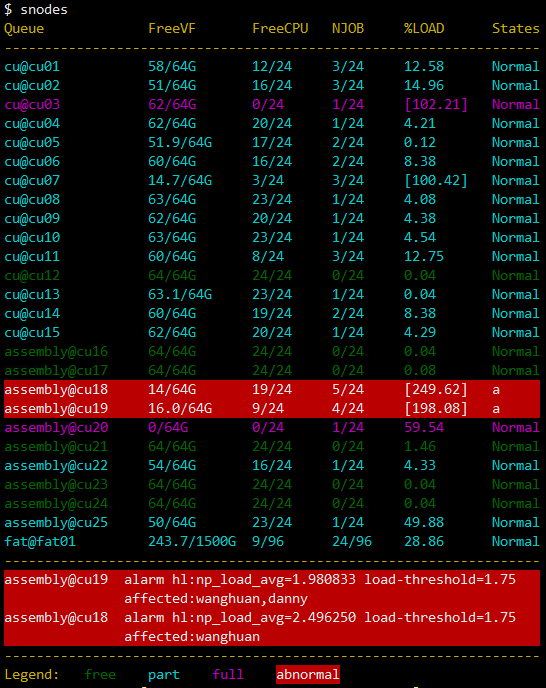 $ snodes
Queue FreeVF FreeCPU NJOB %LOAD States
--------------------------------------------------------------------
cu@cu01 58/64G 12/24 3/24 12.58 Normal
cu@cu02 51/64G 16/24 3/24 14.96 Normal
cu@cu03 62/64G 0/24 1/24 [102.21] Normal
cu@cu04 62/64G 20/24 1/24 4.21 Normal
cu@cu05 51.9/64G 17/24 2/24 0.12 Normal
cu@cu06 60/64G 16/24 2/24 8.38 Normal
cu@cu07 14.7/64G 3/24 3/24 [100.42] Normal
cu@cu08 63/64G 23/24 1/24 4.08 Normal
cu@cu09 62/64G 20/24 1/24 4.38 Normal
cu@cu10 63/64G 23/24 1/24 4.54 Normal
cu@cu11 60/64G 8/24 3/24 12.75 Normal
cu@cu12 64/64G 24/24 0/24 0.04 Normal
cu@cu13 63.1/64G 23/24 1/24 0.04 Normal
cu@cu14 60/64G 19/24 2/24 8.38 Normal
cu@cu15 62/64G 20/24 1/24 4.29 Normal
assembly@cu16 64/64G 24/24 0/24 0.04 Normal
assembly@cu17 64/64G 24/24 0/24 0.08 Normal
assembly@cu18 14/64G 19/24 5/24 [249.62] a
assembly@cu19 16.0/64G 9/24 4/24 [198.08] a
assembly@cu20 0/64G 0/24 1/24 59.54 Normal
assembly@cu21 64/64G 24/24 0/24 1.46 Normal
assembly@cu22 54/64G 16/24 1/24 4.33 Normal
assembly@cu23 64/64G 24/24 0/24 0.04 Normal
assembly@cu24 64/64G 24/24 0/24 0.04 Normal
assembly@cu25 50/64G 23/24 1/24 49.88 Normal
fat@fat01 243.7/1500G 9/96 24/96 28.86 Normal
--------------------------------------------------------------------
assembly@cu19 alarm hl:np_load_avg=1.980833 load-threshold=1.75
affected:wanghuan,danny
assembly@cu18 alarm hl:np_load_avg=2.496250 load-threshold=1.75
affected:wanghuan
--------------------------------------------------------------------
Legend: free part full abnormal